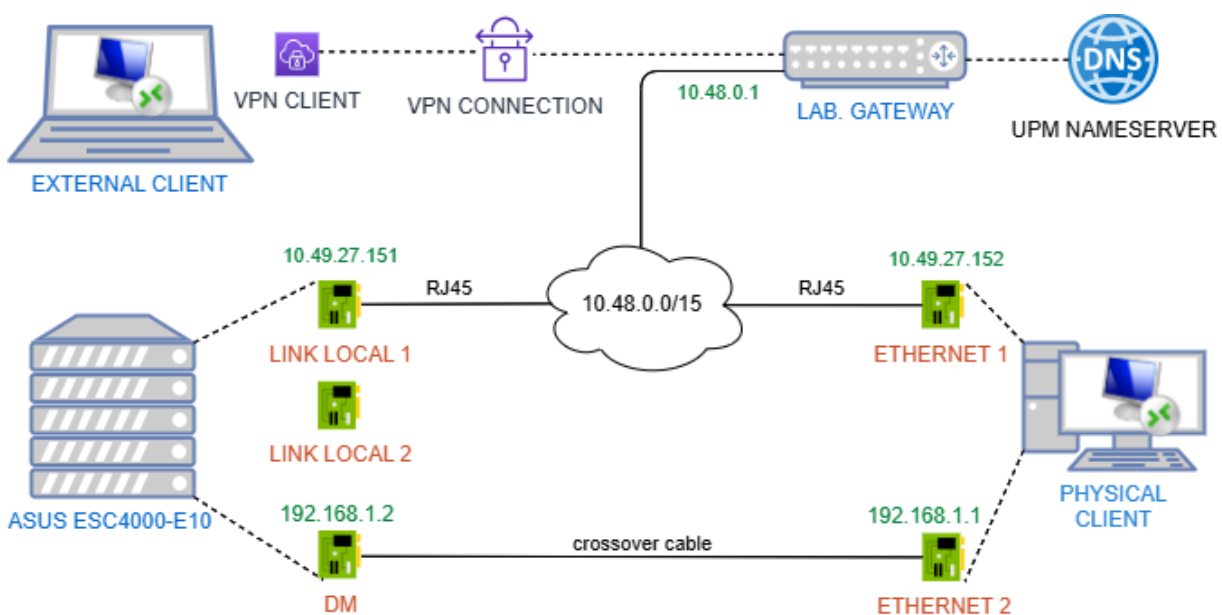 DNS
VPN CLIENT
VPN CONNECTION
10.48.0.1
LAB. GATEWAY
UPM NAMESERVER
EXTERNAL CLIENT
10.49.27.151
10.49.27.152
RJ45
10.48.0.0/15
RJ45
LINK LOCAL 1
ETHERNET 1
LINK LOCAL 2
ASUS ESC4000-E10
192.168.1.2
192.168.1.1
PHYSICAL
CLIENT
crossover cable
DM
ETHERNET 2